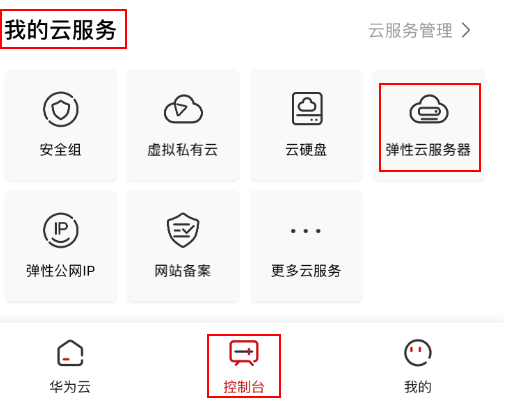 我的云服务
云服务管理
安全组
虚拟私有云
云硬盘
弹性云服务器
IP
弹性公网IP
网站备案
更多云服务
华为云
控制台
我的